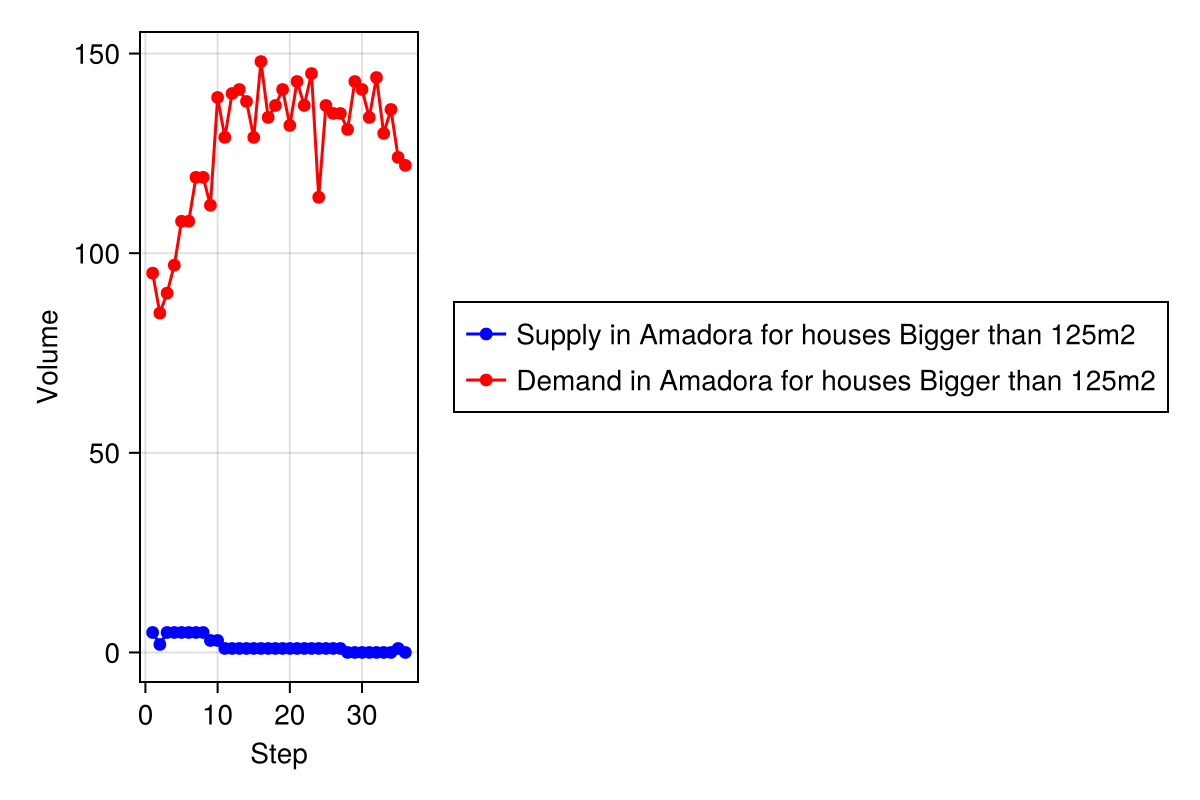 150
100
50
0
Volume
0 10 20 30
Step
Supply in Amadora for houses Bigger than 125m2
Demand in Amadora for houses Bigger than 125m2